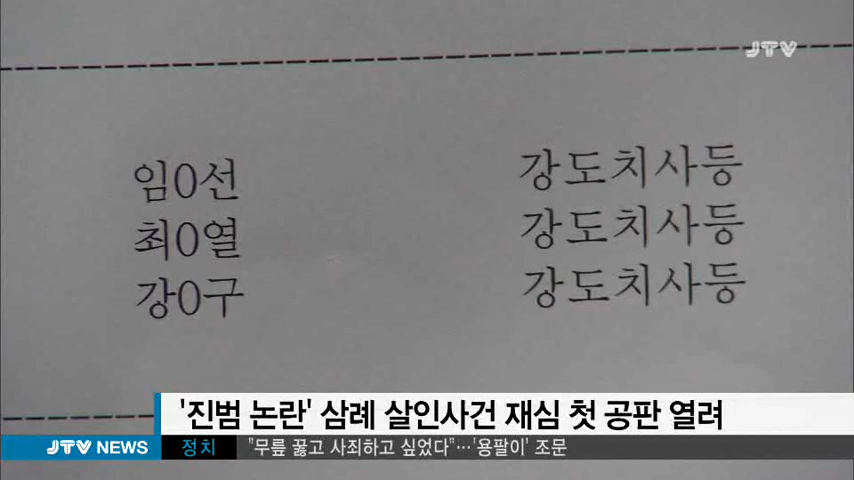 JTV
임0선 강도치사등
최0열 강도치사등
강0구 강도치사등
'진범 논란' 삼례 살인사건 재심 첫 공판 열려
JTV NEWS 정치 "무릎 꿇고 사죄하고 싶었다"…'용팔이' 조문